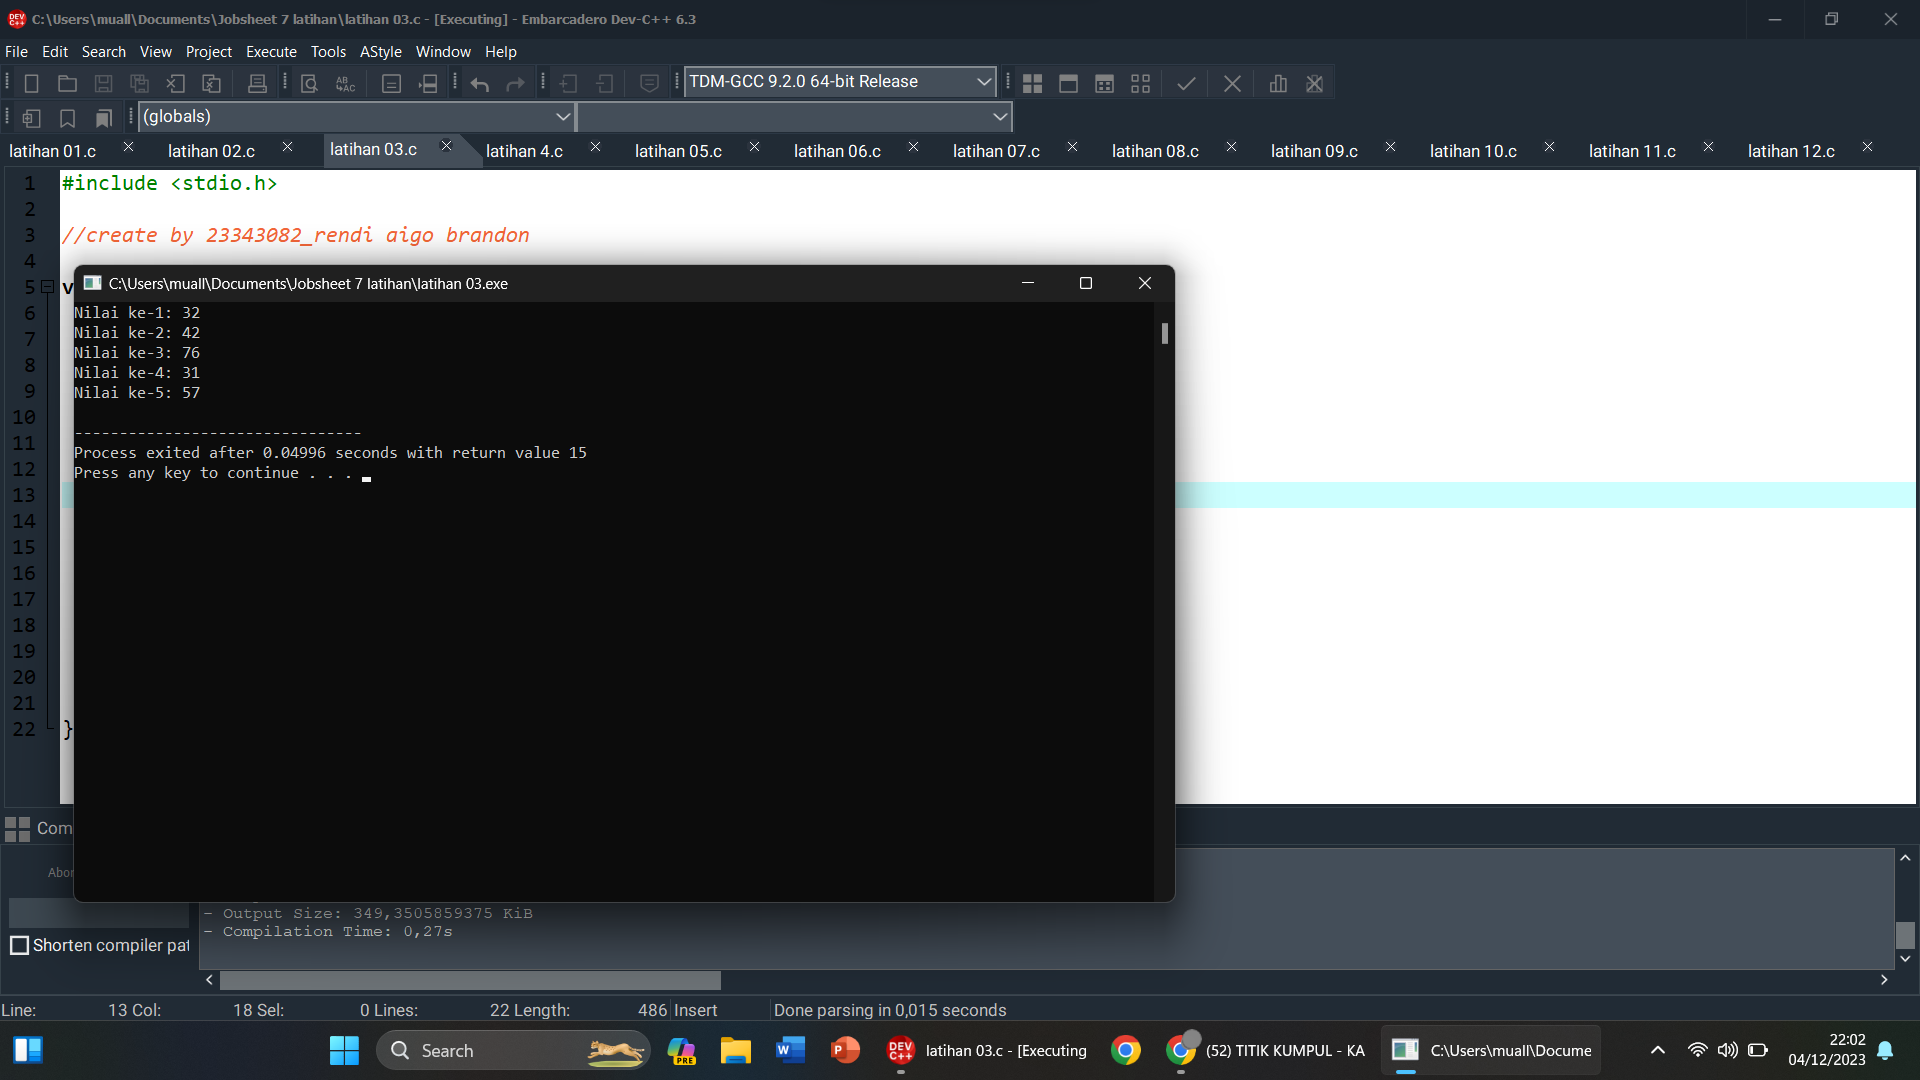 C:\Users\muall\Documents\Jobsheet 7 latihan\latihan 03.c - [Executing] - Embarcadero Dev-C++ 6.3
File Edit Search View Project Execute Tools AStyle Window Help
TDM-GCC 9.2.0 64-bit Release
(globals)
latihan 01.c latihan 02.c latihan 03.c latihan 4.c latihan 05.c latihan 06.c latihan 07.c latihan 08.c latihan 09.c latihan 10.c latihan 11.c latihan 12.c
1 #include <stdio.h>
2
3 //create by 23343082_rendi aigo brandon
4
5 v
C:\Users\muall\Documents\Jobsheet 7 latihan\latihan 03.exe
Nilai ke-1: 32
Nilai ke-2: 42
Nilai ke-3: 76
Nilai ke-4: 31
Nilai ke-5: 57
--------------------------------
Process exited after 0.04996 seconds with return value 15
Press any key to continue . . .
6
7
8
9
10
11
12
13
14
15
16
17
18
19
20
21
22 }
Com
Abor
- Output Size: 349,3505859375 KiB
- Compilation Time: 0,27s
Shorten compiler pat
Line: 13 Col: 18 Sel: 0 Lines: 22 Length: 486 Insert Done parsing in 0,015 seconds
Search
PRE
DEV C++
latihan 03.c - [Executing
(52) TITIK KUMPUL - KA
C:\Users\muall\Docume
22:02
04/12/2023